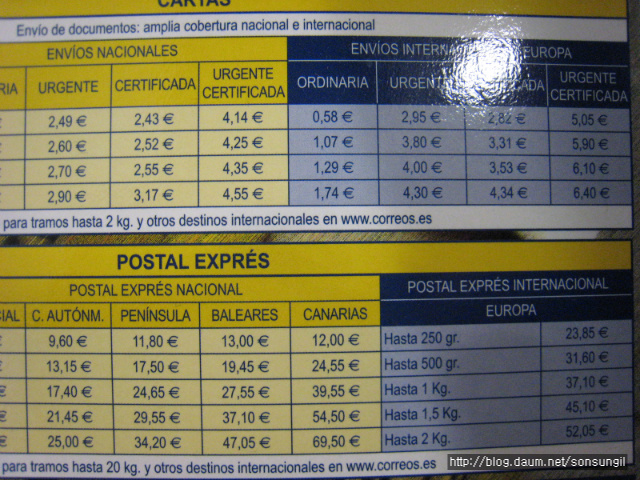 CARTAS
Envío de documentos: amplia cobertura nacional e internacional
ENVÍOS NACIONALES ENVÍOS INTERNACIONALES EUROPA
RIA URGENTE CERTIFICADA URGENTE CERTIFICADA ORDINARIA URGENTE CERTIFICADA URGENTE CERTIFICADA
€ 2,49 € 2,43 € 4,14 € 0,58 € 2,95 € 2,82 € 5,05 €
€ 2,60 € 2,52 € 4,25 € 1,07 € 3,80 € 3,31 € 5,90 €
€ 2,70 € 2,55 € 4,35 € 1,29 € 4,00 € 3,53 € 6,10 €
€ 2,90 € 3,17 € 4,55 € 1,74 € 4,30 € 4,34 € 6,40 €
para tramos hasta 2 kg. y otros destinos internacionales en www.correos.es
POSTAL EXPRÉS
POSTAL EXPRÉS NACIONAL POSTAL EXPRÉS INTERNACIONAL
CIAL C. AUTÓNM. PENÍNSULA BALEARES CANARIAS EUROPA
€ 9,60 € 11,80 € 13,00 € 12,00 € Hasta 250 gr. 23,85 €
€ 13,15 € 17,50 € 19,45 € 24,55 € Hasta 500 gr. 31,60 €
€ 17,40 € 24,65 € 27,55 € 39,55 € Hasta 1 Kg. 37,10 €
€ 21,45 € 29,55 € 37,10 € 54,50 € Hasta 1,5 Kg. 45,10 €
€ 25,00 € 34,20 € 47,05 € 69,50 € Hasta 2 Kg. 52,05 €
para tramos hasta 20 kg. y otros destinos internacionales en www.correos.es
http://blog.daum.net/sonsungil